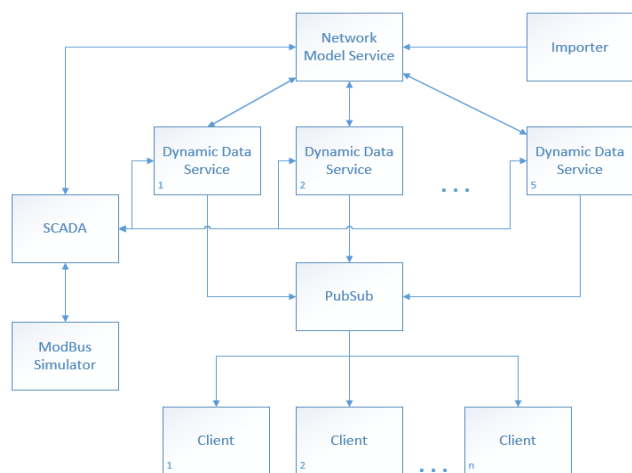 Network
Model Service
Importer
Dynamic Data
Service
1
Dynamic Data
Service
2
...
Dynamic Data
Service
5
SCADA
PubSub
ModBus
Simulator
Client
1
Client
2
...
Client
n